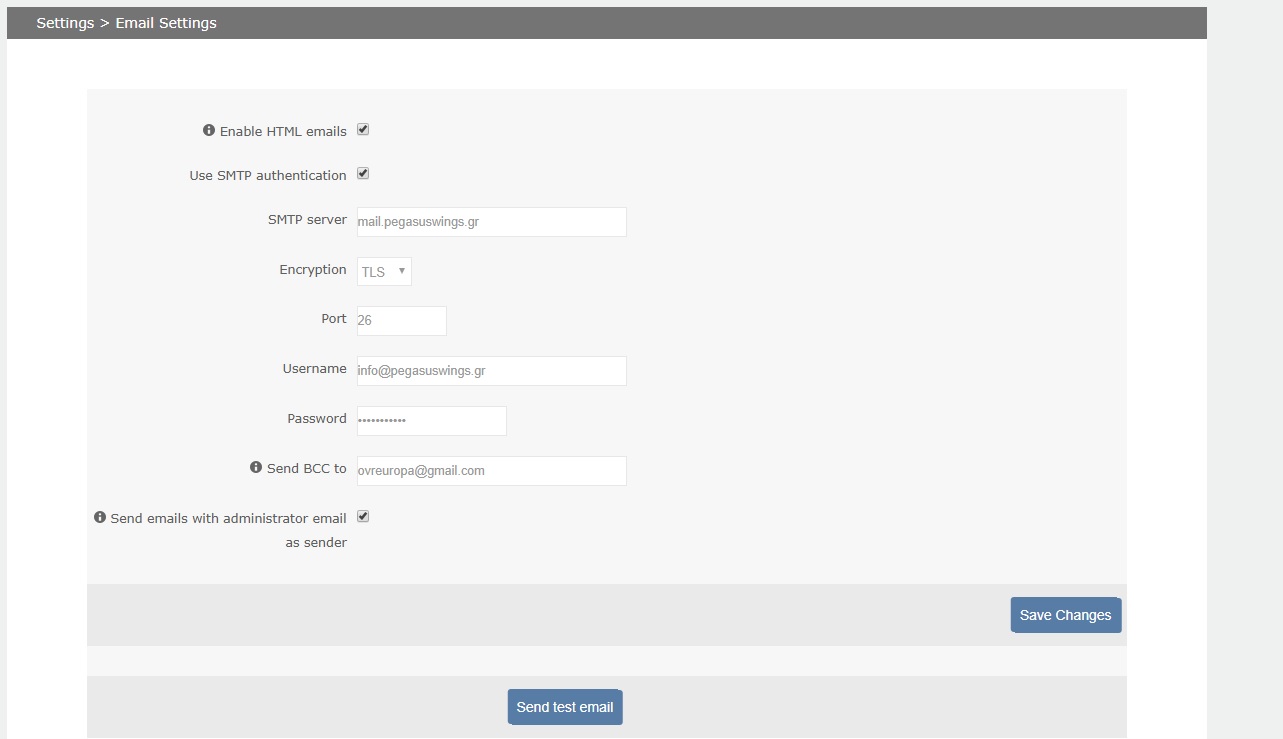 Settings > Email Settings
Enable HTML emails
Use SMTP authentication
SMTP server mail.pegasuswings.gr
Encryption TLS
Port 26
Username info@pegasuswings.gr
Password •••••••••••
Send BCC to ovreuropa@gmail.com
Send emails with administrator email
as sender
Save Changes
Send test email